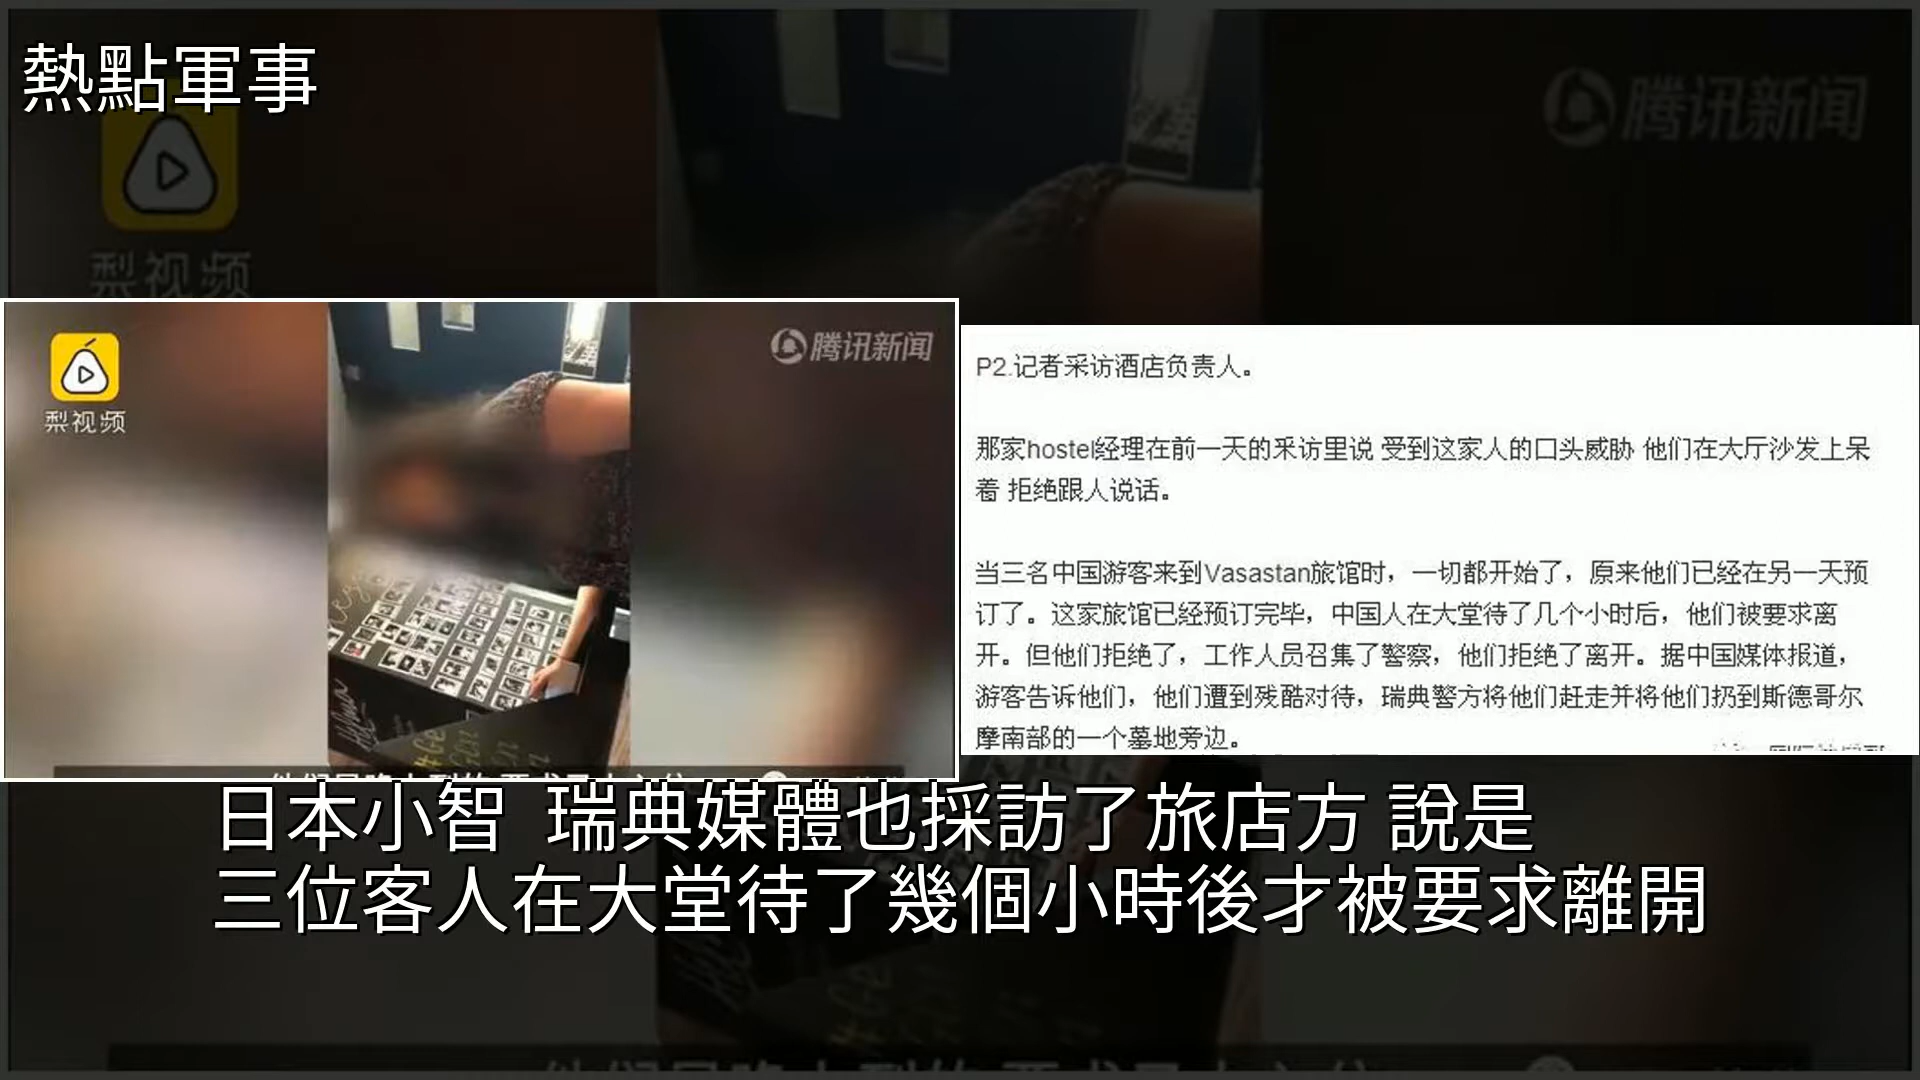 熱點軍事
腾讯新闻
梨视频
梨视频
腾讯新闻
P2.记者采访酒店负责人。
那家hostel经理在前一天的采访里说 受到这家人的口头威胁 他们在大厅沙发上呆
着 拒绝跟人说话。
当三名中国游客来到Vasastan旅馆时，一切都开始了，原来他们已经在另一天预
订了。这家旅馆已经预订完毕，中国人在大堂待了几个小时后，他们被要求离
开。但他们拒绝了，工作人员召集了警察，他们拒绝了离开。据中国媒体报道，
游客告诉他们，他们遭到残酷对待，瑞典警方将他们赶走并将他们扔到斯德哥尔
摩南部的一个墓地旁边。
日本小智 瑞典媒體也採訪了旅店方 說是
三位客人在大堂待了幾個小時後才被要求離開